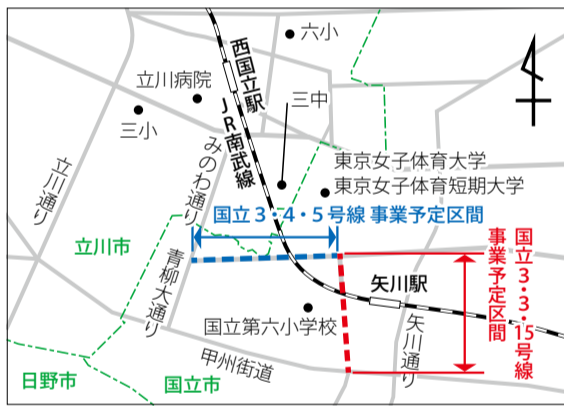 六小
立川病院
西国立駅
JR南武線
三小
三中
みのわ通り
立川通り
東京女子体育大学
東京女子体育短期大学
国立3・4・5号線 事業予定区間
立川市
青柳大通り
矢川駅
国立3・3・15号線
事業予定区間
国立第六小学校
矢川通り
甲州街道
日野市
国立市